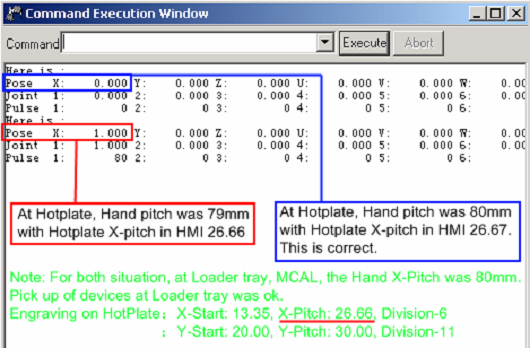 Command Execution Window
Command
Execute
Abort
Here is :
Pose X: 0.000 Y: 0.000 Z: 0.000 U: 0.000 V: 0.000 W: 0.00
Joint 1: 0.000 2: 0.000 3: 0.000 4: 0.000 5: 0.000 6: 0.00
Pulse 1: 0 2: 0 3: 0 4: 0 5: 0 6:
Here is :
Pose X: 1.000 Y: 0.000 Z: 0.000 U: 0.000 V: 0.000 W: 0.00
Joint 1: 1.000 2: 0.000 3: 0.000 4: 0.000 5: 0.000 6: 0.00
Pulse 1: 80 2: 0 3: 0 4: 0 5: 0 6:
At Hotplate, Hand pitch was 79mm
with Hotplate X-pitch in HMI 26.66
At Hotplate, Hand pitch was 80mm
with Hotplate X-pitch in HMI 26.67.
This is correct.
Note: For both situation, at Loader tray, MCAL, the Hand X-Pitch was 80mm.
Pick up of devices at Loader tray was ok.
Engraving on HotPlate: X-Start: 13.35, X-Pitch: 26.66, Division-6
: Y-Start: 20.00, Y-Pitch: 30.00, Division-11